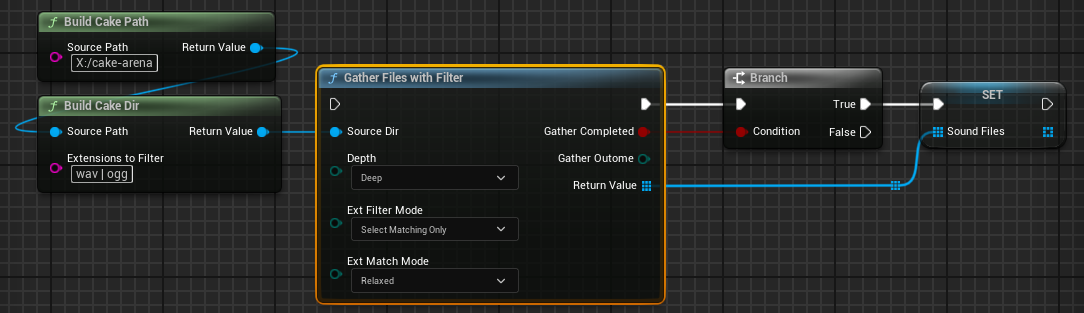 Build Cake Path
Source Path
Return Value
X:/cake-arena
Build Cake Dir
Source Path
Return Value
Extensions to Filter
wav | ogg
Gather Files with Filter
Source Dir
Gather Completed
Depth
Deep
Gather Outome
Return Value
Ext Filter Mode
Select Matching Only
Ext Match Mode
Relaxed
Branch
True
Condition
False
SET
Sound Files